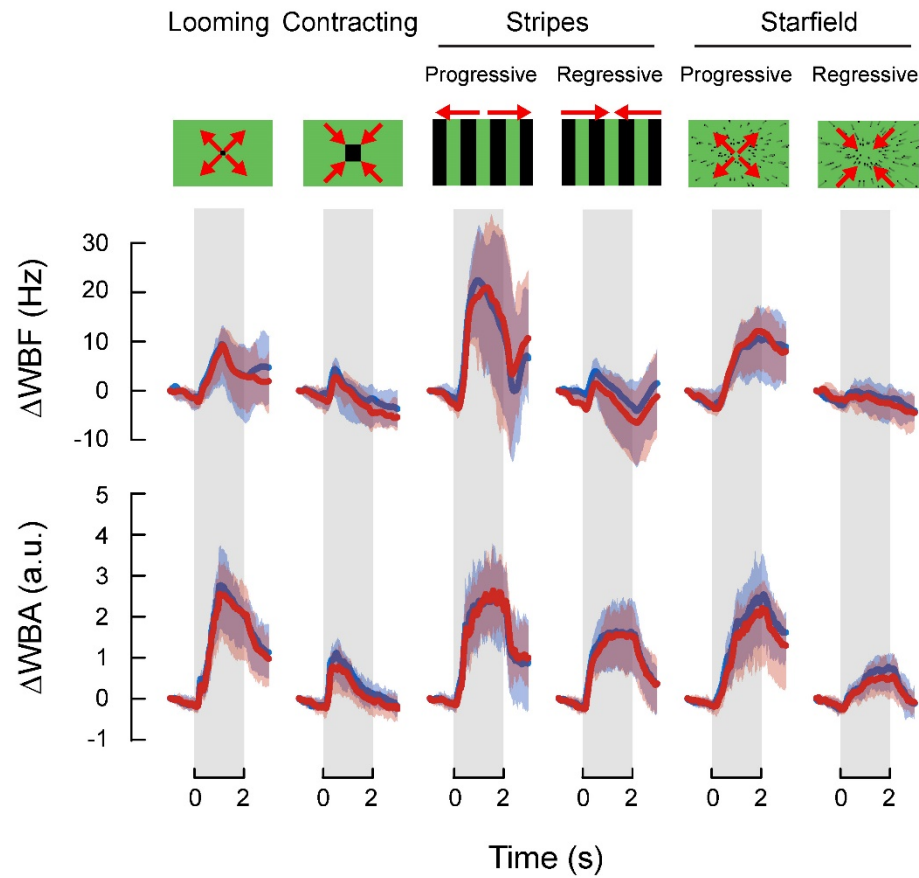 Looming Contracting Stripes Starfield
Progressive Regressive Progressive Regressive
ΔWBF (Hz)
30
20
10
0
-10
ΔWBA (a.u.)
5
4
3
2
1
0
-1
0 2 0 2 0 2 0 2 0 2 0 2
Time (s)